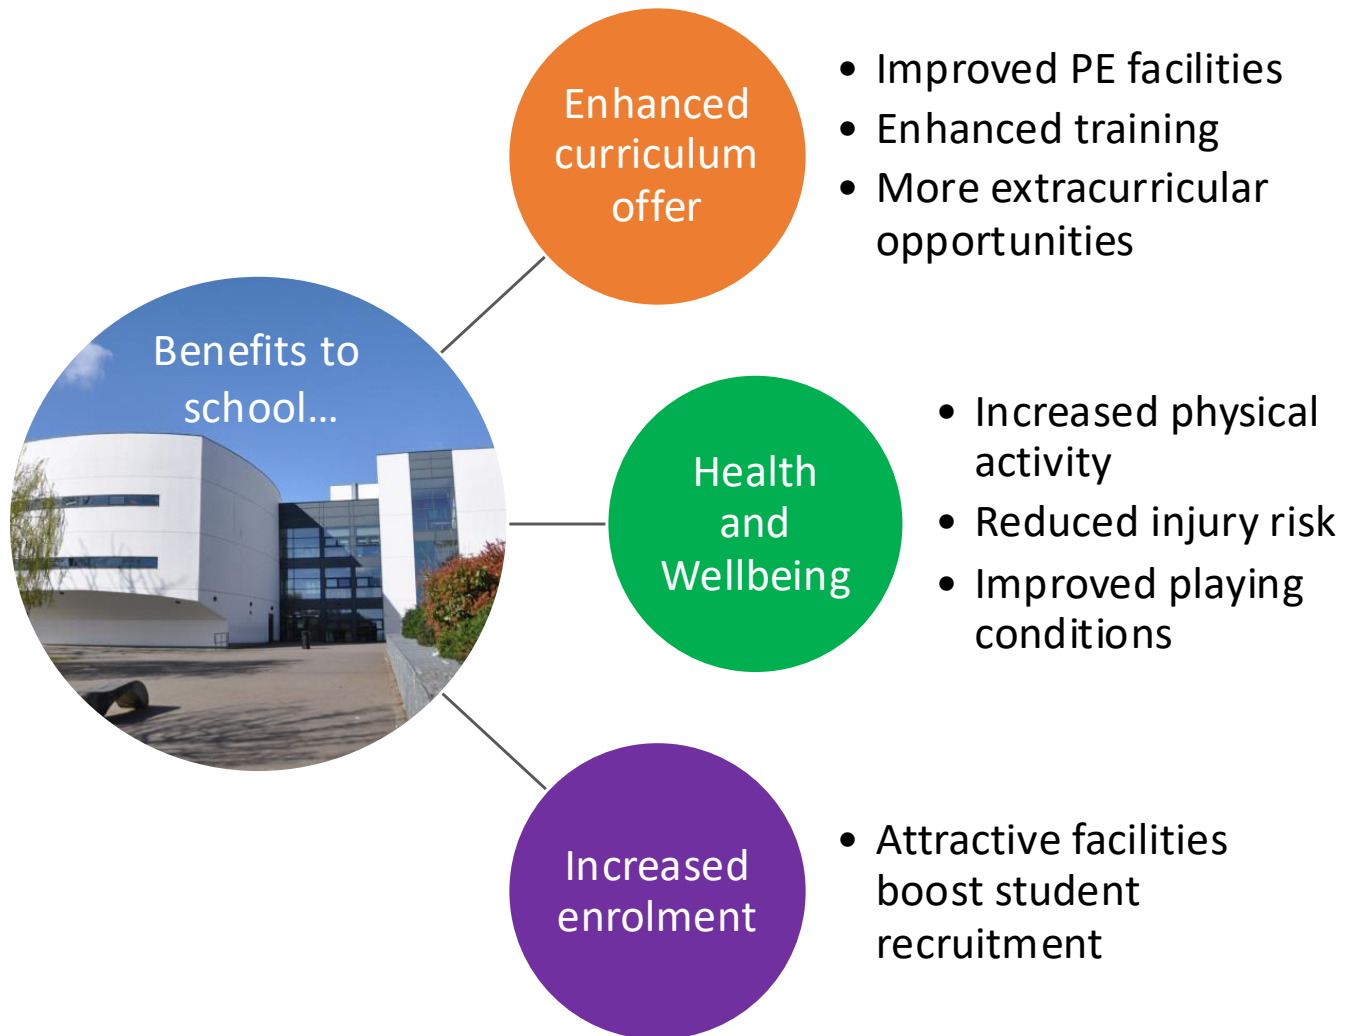 Benefits to
school...
Enhanced
curriculum
offer
• Improved PE facilities
• Enhanced training
• More extracurricular
opportunities
Health
and
Wellbeing
• Increased physical
activity
• Reduced injury risk
• Improved playing
conditions
Increased
enrolment
• Attractive facilities
boost student
recruitment